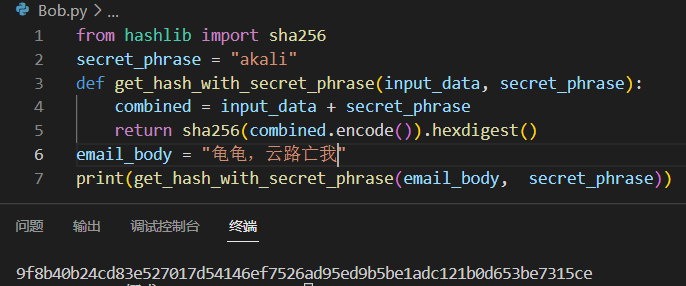 Bob.py > ...
1 from hashlib import sha256
2 secret_phrase = "akali"
3 def get_hash_with_secret_phrase(input_data, secret_phrase):
4     combined = input_data + secret_phrase
5     return sha256(combined.encode()).hexdigest()
6 email_body = "龟龟，云路亡我"
7 print(get_hash_with_secret_phrase(email_body,  secret_phrase))
问题 输出 调试控制台 终端
9f8b40b24cd83e527017d54146ef7526ad95ed9b5be1adc121b0d653be7315ce